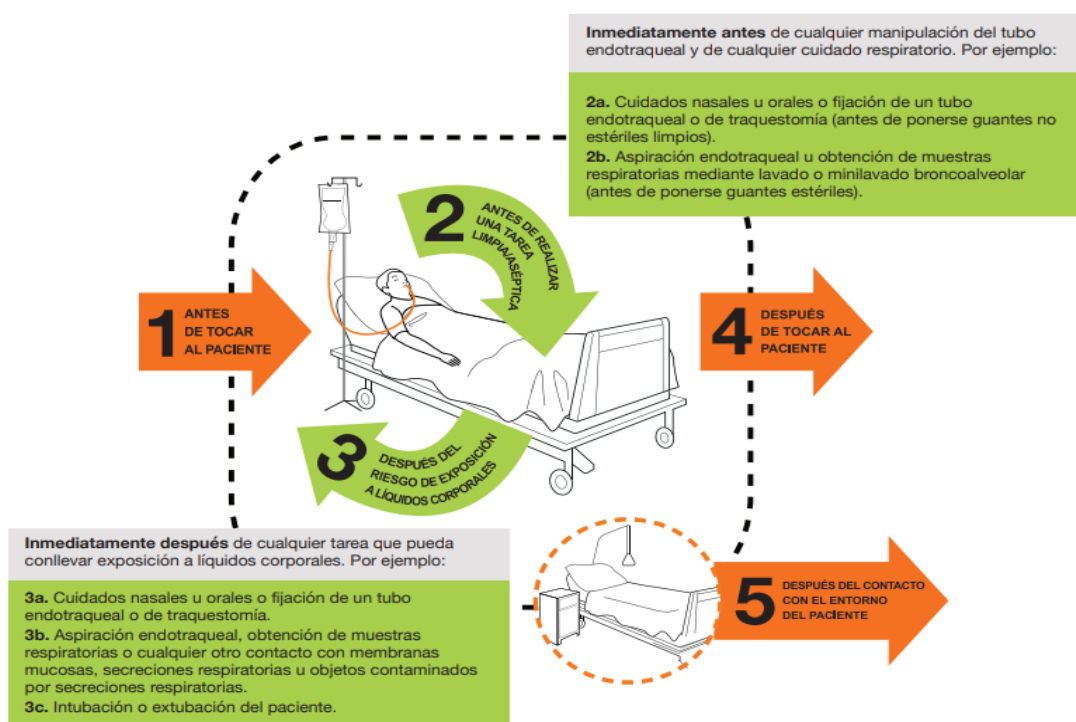 Inmediatamente antes de cualquier manipulación del tubo
endotraqueal y de cualquier cuidado respiratorio. Por ejemplo:
2a. Cuidados nasales u orales o fijación de un tubo
endotraqueal o de traquestomía (antes de ponerse guantes no
estériles limpios).
2b. Aspiración endotraqueal u obtención de muestras
respiratorias mediante lavado o minilavado broncoalveolar
(antes de ponerse guantes estériles).
1
ANTES
DE TOCAR
AL PACIENTE
2
ANTES DE REALIZAR
UNA TAREA
LIMPIA/ASÉPTICA
3
DESPUÉS DEL
RIESGO DE EXPOSICIÓN
A LÍQUIDOS CORPORALES
4
DESPUÉS
DE TOCAR AL
PACIENTE
Inmediatamente después de cualquier tarea que pueda
conllevar exposición a líquidos corporales. Por ejemplo:
3a. Cuidados nasales u orales o fijación de un tubo
endotraqueal o de traquestomía.
3b. Aspiración endotraqueal, obtención de muestras
respiratorias o cualquier otro contacto con membranas
mucosas, secreciones respiratorias u objetos contaminados
por secreciones respiratorias.
3c. Intubación o extubación del paciente.
5
DESPUÉS DEL CONTACTO
CON EL ENTORNO
DEL PACIENTE